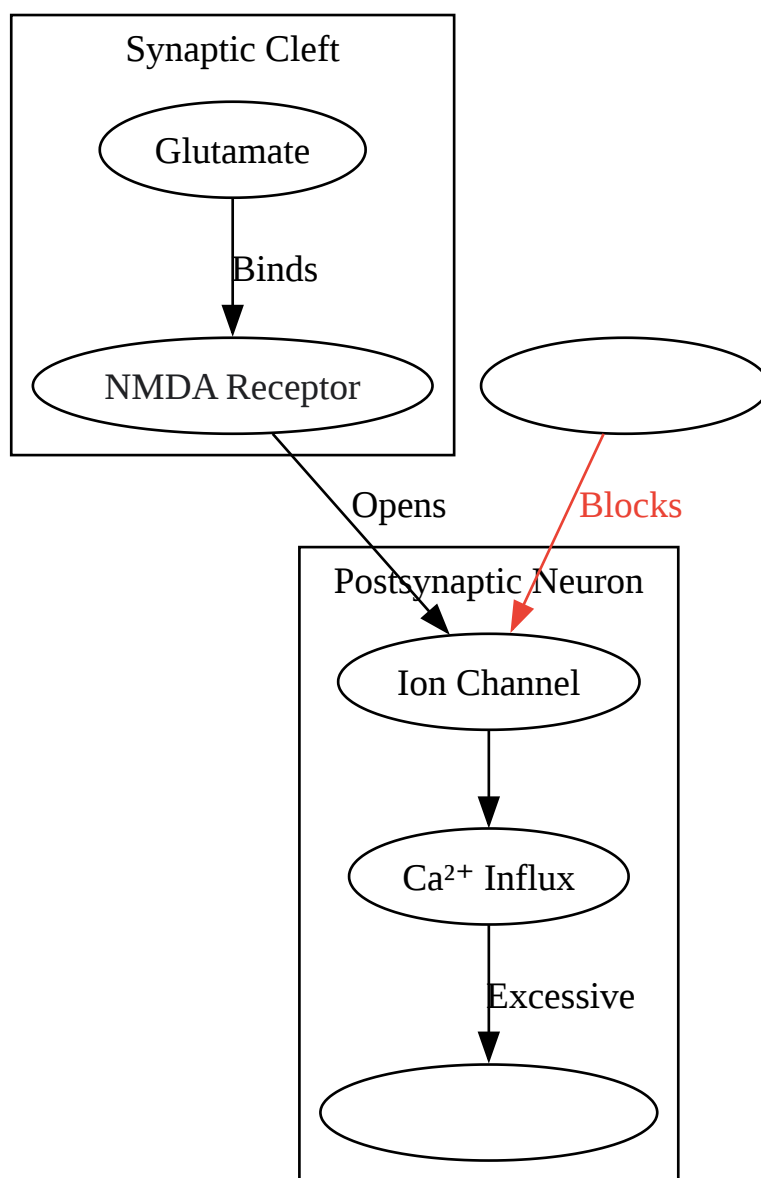 Synaptic Cleft
Glutamate
Binds
NMDA Receptor
Opens
Blocks
Postsynaptic Neuron
Ion Channel
Ca²⁺ Influx
Excessive